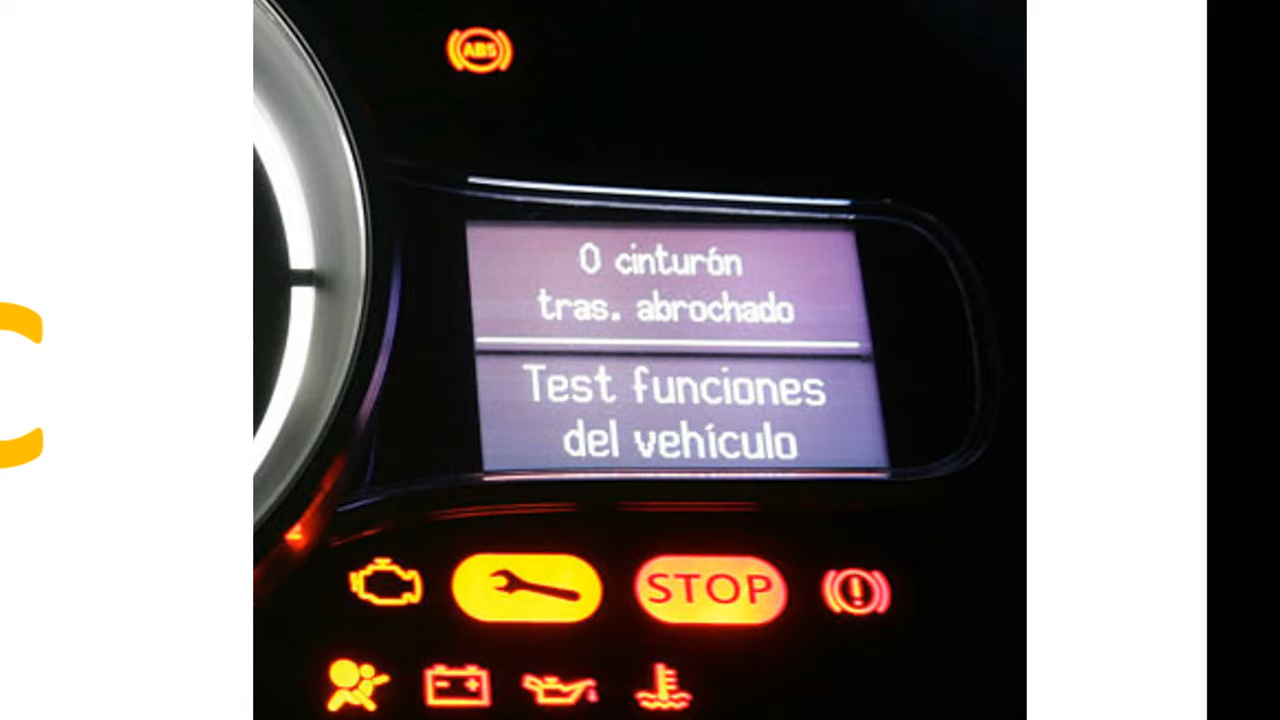 ABS
0 cinturón
tras. abrochado
Test funciones
del vehículo
STOP